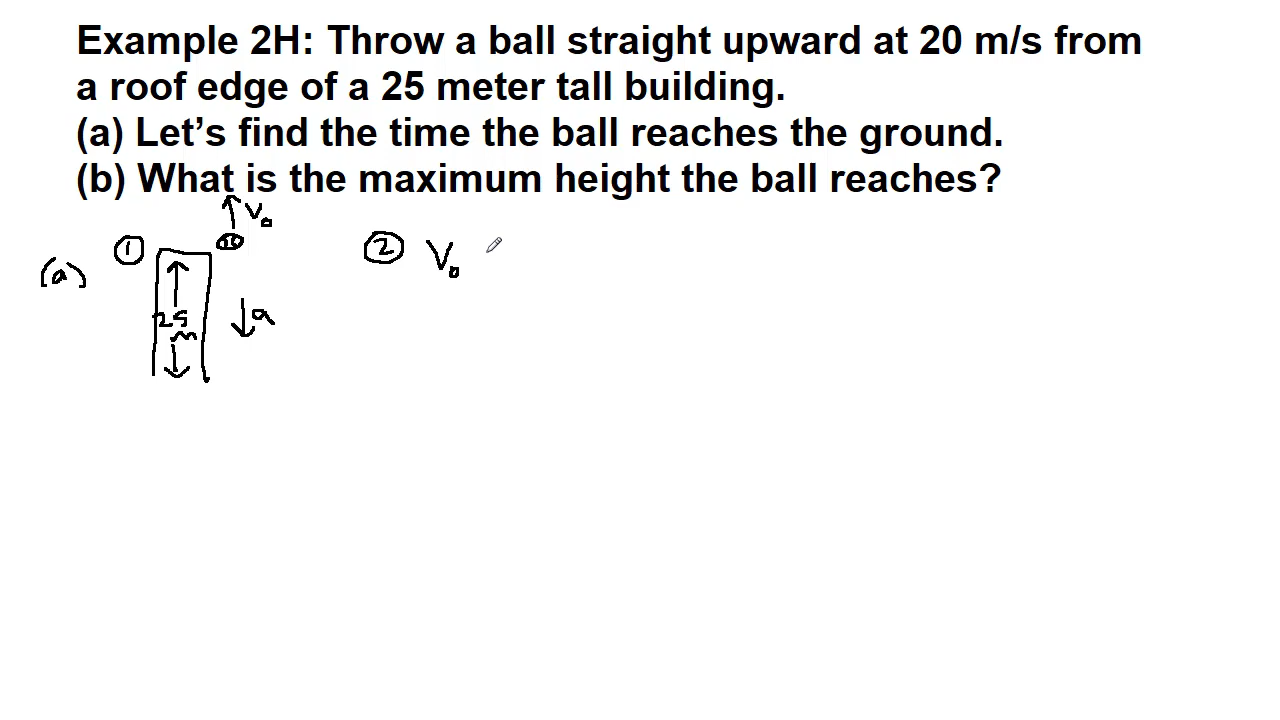 Example 2H: Throw a ball straight upward at 20 m/s from
a roof edge of a 25 meter tall building.
(a) Let’s find the time the ball reaches the ground.
(b) What is the maximum height the ball reaches?
V₀
① ② V₀
(a)
25 a
m